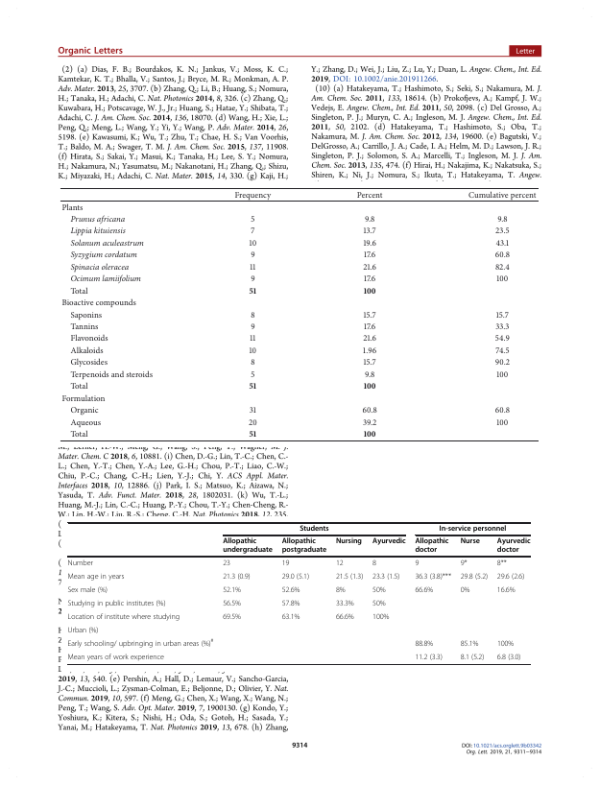 Organic Letters
Letter
(2) (a) Dias, F. B.; Bourdakos, K. N.; Jankus, V.; Moss, K. C.;
Kamtekar, K. T.; Bhalla, V.; Santos, J.; Bryce, M. R.; Monkman, A. P.
Adv. Mater. 2013, 25, 3707. (b) Zhang, Q.; Li, B.; Huang, S.; Nomura,
H.; Tanaka, H.; Adachi, C. Nat. Photonics 2014, 8, 326. (c) Zhang, Q.;
Kuwabara, H.; Potscavage, W. J., Jr.; Huang, S.; Hatae, Y.; Shibata, T.;
Adachi, C. J. Am. Chem. Soc. 2014, 136, 18070. (d) Wang, H.; Xie, L.;
Peng, Q.; Meng, L.; Wang, Y.; Yi, Y.; Wang, P. Adv. Mater. 2014, 26,
5198. (e) Kawasumi, K.; Wu, T.; Zhu, T.; Chae, H. S.; Van Voorhis,
T.; Baldo, M. A.; Swager, T. M. J. Am. Chem. Soc. 2015, 137, 11908.
(f) Hirata, S.; Sakai, Y.; Masui, K.; Tanaka, H.; Lee, S. Y.; Nomura,
H.; Nakamura, N.; Yasumatsu, M.; Nakanotani, H.; Zhang, Q.; Shizu,
K.; Miyazaki, H.; Adachi, C. Nat. Mater. 2015, 14, 330. (g) Kaji, H.;
Y.; Zhang, D.; Wei, J.; Liu, Z.; Lu, Y.; Duan, L. Angew. Chem., Int. Ed.
2019, DOI: 10.1002/anie.201911266.
(10) (a) Hatakeyama, T.; Hashimoto, S.; Seki, S.; Nakamura, M. J.
Am. Chem. Soc. 2011, 133, 18614. (b) Prokofjevs, A.; Kampf, J. W.;
Vedejs, E. Angew. Chem., Int. Ed. 2011, 50, 2098. (c) Del Grosso, A.;
Singleton, P. J.; Muryn, C. A.; Ingleson, M. J. Angew. Chem., Int. Ed.
2011, 50, 2102. (d) Hatakeyama, T.; Hashimoto, S.; Oba, T.;
Nakamura, M. J. Am. Chem. Soc. 2012, 134, 19600. (e) Bagutski, V.;
DelGrosso, A.; Carrillo, J. A.; Cade, I. A.; Helm, M. D.; Lawson, J. R.;
Singleton, P. J.; Solomon, S. A.; Marcelli, T.; Ingleson, M. J. J. Am.
Chem. Soc. 2013, 135, 474. (f) Hirai, H.; Nakajima, K.; Nakatsuka, S.;
Shiren, K.; Ni, J.; Nomura, S.; Ikuta, T.; Hatakeyama, T. Angew.
Frequency Percent Cumulative percent
Plants
Prunus africana 5 9.8 9.8
Lippia kituiensis 7 13.7 23.5
Solanum aculeastrum 10 19.6 43.1
Syzygium cordatum 9 17.6 60.8
Spinacia oleracea 11 21.6 82.4
Ocimum lamiifolium 9 17.6 100
Total 51 100
Bioactive compounds
Saponins 8 15.7 15.7
Tannins 9 17.6 33.3
Flavonoids 11 21.6 54.9
Alkaloids 10 1.96 74.5
Glycosides 8 15.7 90.2
Terpenoids and steroids 5 9.8 100
Total 51 100
Formulation
Organic 31 60.8 60.8
Aqueous 20 39.2 100
Total 51 100
Mater. Chem. C 2018, 6, 10881. (i) Chen, D.-G.; Lin, T.-C.; Chen, C.-
L.; Chen, Y.-T.; Chen, Y.-A.; Lee, G.-H.; Chou, P.-T.; Liao, C.-W.;
Chiu, P.-C.; Chang, C.-H.; Lien, Y.-J.; Chi, Y. ACS Appl. Mater.
Interfaces 2018, 10, 12886. (j) Park, I. S.; Matsuo, K.; Aizawa, N.;
Yasuda, T. Adv. Funct. Mater. 2018, 28, 1802031. (k) Wu, T.-L.;
Huang, M.-J.; Lin, C.-C.; Huang, P.-Y.; Chou, T.-Y.; Chen-Cheng, R.-
W.; Lin, H.-W.; Liu, R.-S.; Cheng, C.-H. Nat. Photonics 2018, 12, 235.
Students In-service personnel
Allopathic undergraduate Allopathic postgraduate Nursing Ayurvedic Allopathic doctor Nurse Ayurvedic doctor
Number 23 19 12 8 9 9* 8**
Mean age in years 21.3 (0.9) 29.0 (5.1) 21.5 (1.3) 23.3 (1.5) 36.3 (3.8)*** 29.8 (5.2) 29.6 (2.6)
Sex male (%) 52.1% 52.6% 8% 50% 66.6% 0% 16.6%
Studying in public institutes (%) 56.5% 57.8% 33.3% 50%
Location of institute where studying 69.5% 63.1% 66.6% 100%
Urban (%)
Early schooling/ upbringing in urban areas (%)# 88.8% 85.1% 100%
Mean years of work experience 11.2 (3.3) 8.1 (5.2) 6.8 (3.0)
2019, 13, 540. (e) Pershin, A.; Hall, D.; Lemaur, V.; Sancho-Garcia,
J.-C.; Muccioli, L.; Zysman-Colman, E.; Beljonne, D.; Olivier, Y. Nat.
Commun. 2019, 10, 597. (f) Meng, G.; Chen, X.; Wang, X.; Wang, N.;
Peng, T.; Wang, S. Adv. Opt. Mater. 2019, 7, 1900130. (g) Kondo, Y.;
Yoshiura, K.; Kitera, S.; Nishi, H.; Oda, S.; Gotoh, H.; Sasada, Y.;
Yanai, M.; Hatakeyama, T. Nat. Photonics 2019, 13, 678. (h) Zhang,
9314
DOI: 10.1021/acs.orglett.9b03342
Org. Lett. 2019, 21, 9311−9314